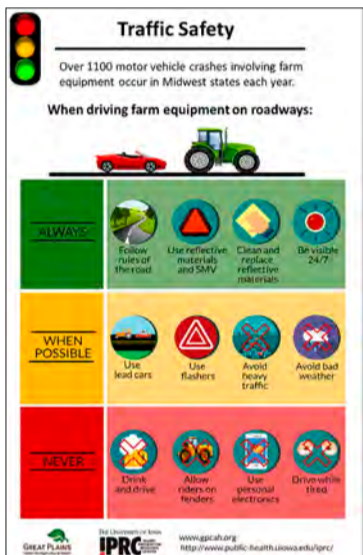 Traffic Safety
Over 1100 motor vehicle crashes involving farm
equipment occur in Midwest states each year.
When driving farm equipment on roadways:
ALWAYS
Follow
rules of
the road
Use reflective
materials
and SMV
Clean and
replace
reflective
materials
Be visible
24/7
WHEN
POSSIBLE
Use
lead cars
Use
flashers
Avoid
heavy
traffic
Avoid bad
weather
NEVER
Drink
and drive
Allow
riders on
fenders
Use
personal
electronics
Drive while
tired
GREAT PLAINS
THE UNIVERSITY OF IOWA
IPRC
www.gpcah.org
http://www.public-health.uiowa.edu/iprc/